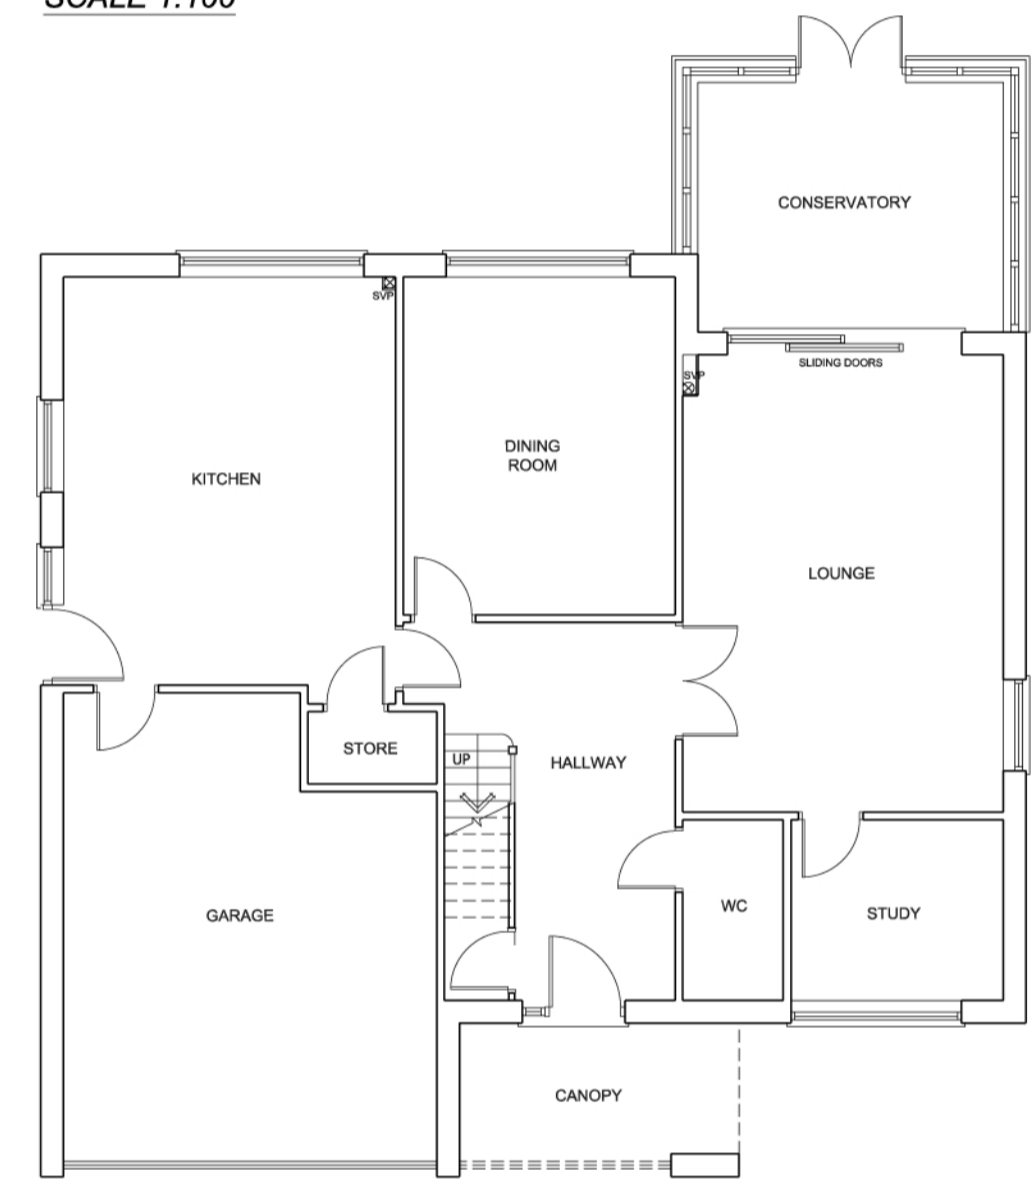 SCALE 1:100
CONSERVATORY
SVP
SLIDING DOORS
SVP
DINING
ROOM
KITCHEN
LOUNGE
STORE
UP
HALLWAY
GARAGE
WC
STUDY
CANOPY